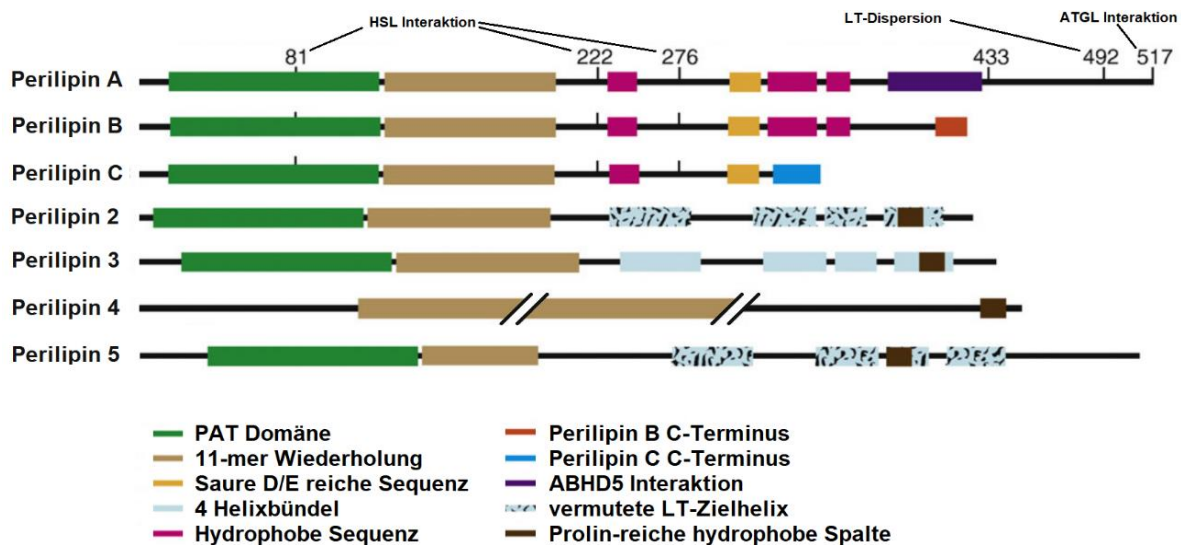 HSL Interaktion
LT-Dispersion
ATGL Interaktion
81
222
276
433
492
517
Perilipin A
Perilipin B
Perilipin C
Perilipin 2
Perilipin 3
Perilipin 4
Perilipin 5
PAT Domäne
11-mer Wiederholung
Saure D/E reiche Sequenz
4 Helixbündel
Hydrophobe Sequenz
Perilipin B C-Terminus
Perilipin C C-Terminus
ABHD5 Interaktion
vermutete LT-Zielhelix
Prolin-reiche hydrophobe Spalte